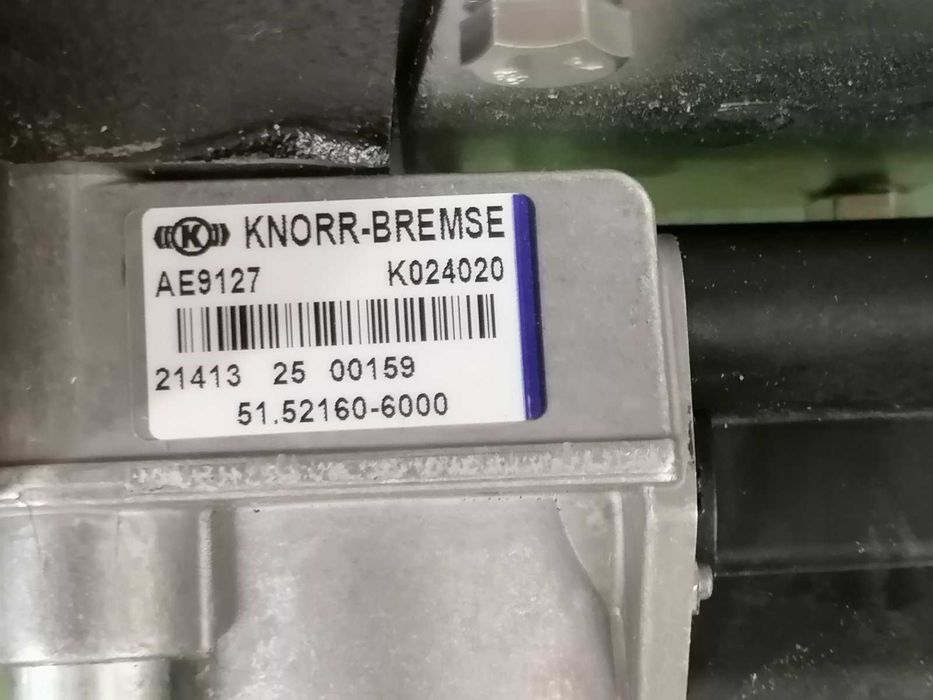 K KNORR-BREMSE
AE9127 K024020
21413 25 00159
51.52160-6000